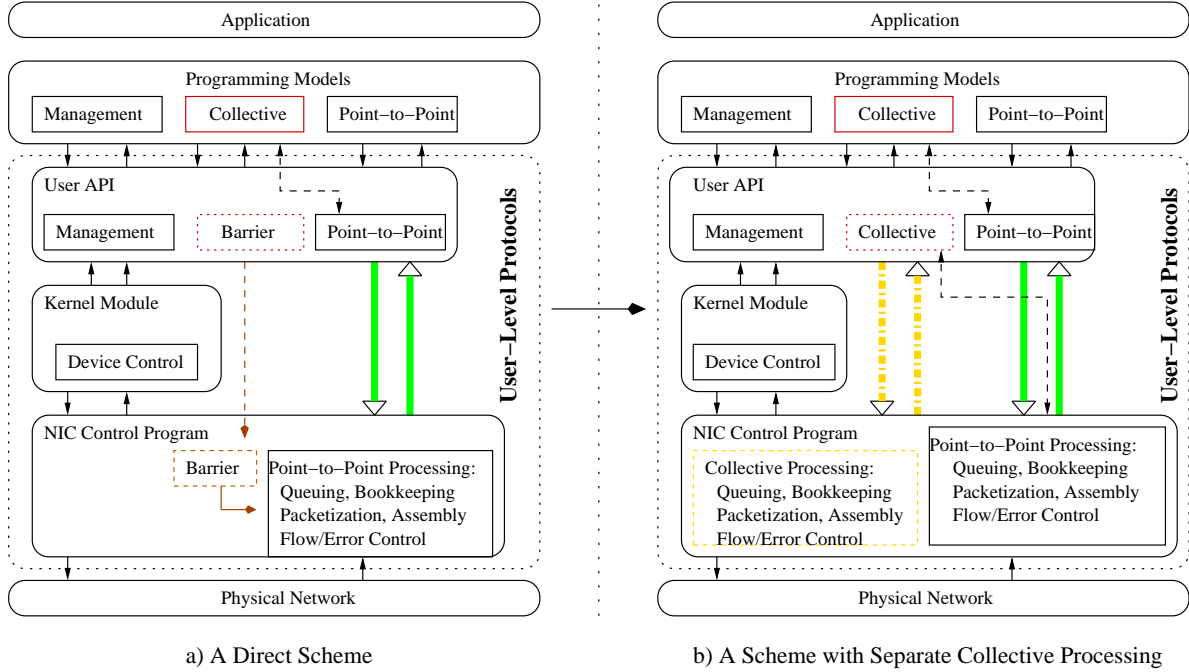 Application
Programming Models
Management
Collective
Point−to−Point
User API
Management
Barrier
Point−to−Point
Kernel Module
Device Control
User−Level Protocols
NIC Control Program
Barrier
Point−to−Point Processing:
Queuing, Bookkeeping
Packetization, Assembly
Flow/Error Control
Physical Network
a) A Direct Scheme
Application
Programming Models
Management
Collective
Point−to−Point
User API
Management
Collective
Point−to−Point
Kernel Module
Device Control
User−Level Protocols
NIC Control Program
Collective Processing:
Queuing, Bookkeeping
Packetization, Assembly
Flow/Error Control
Point−to−Point Processing:
Queuing, Bookkeeping
Packetization, Assembly
Flow/Error Control
Physical Network
b) A Scheme with Separate Collective Processing